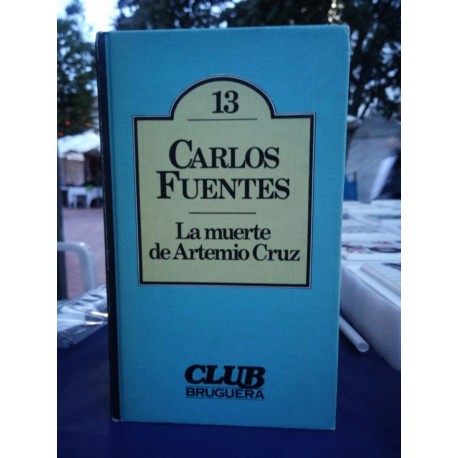 13
CARLOS
FUENTES
La muerte
de Artemio Cruz
CLUB
BRUGUERA